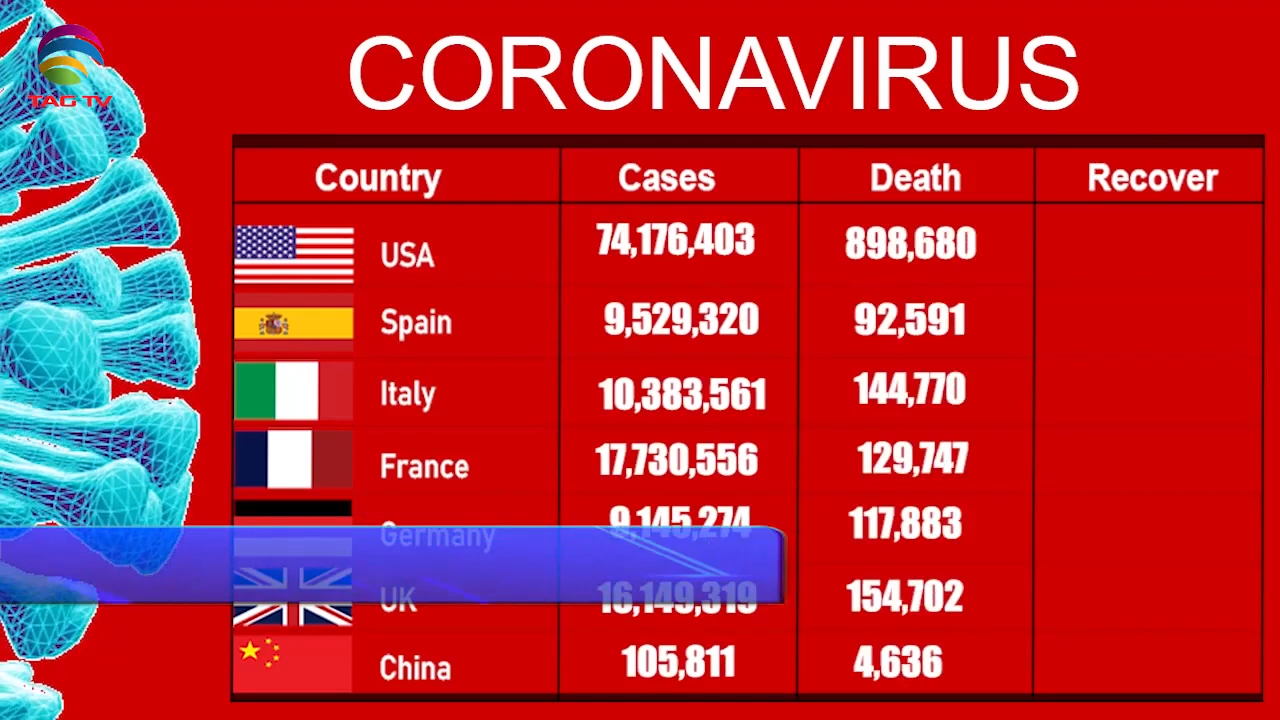 TAG TV
CORONAVIRUS
Country Cases Death Recover
USA 74,176,403 898,680
Spain 9,529,320 92,591
Italy 10,383,561 144,770
France 17,730,556 129,747
Germany 9,145,274 117,883
UK 16,149,319 154,702
China 105,811 4,636